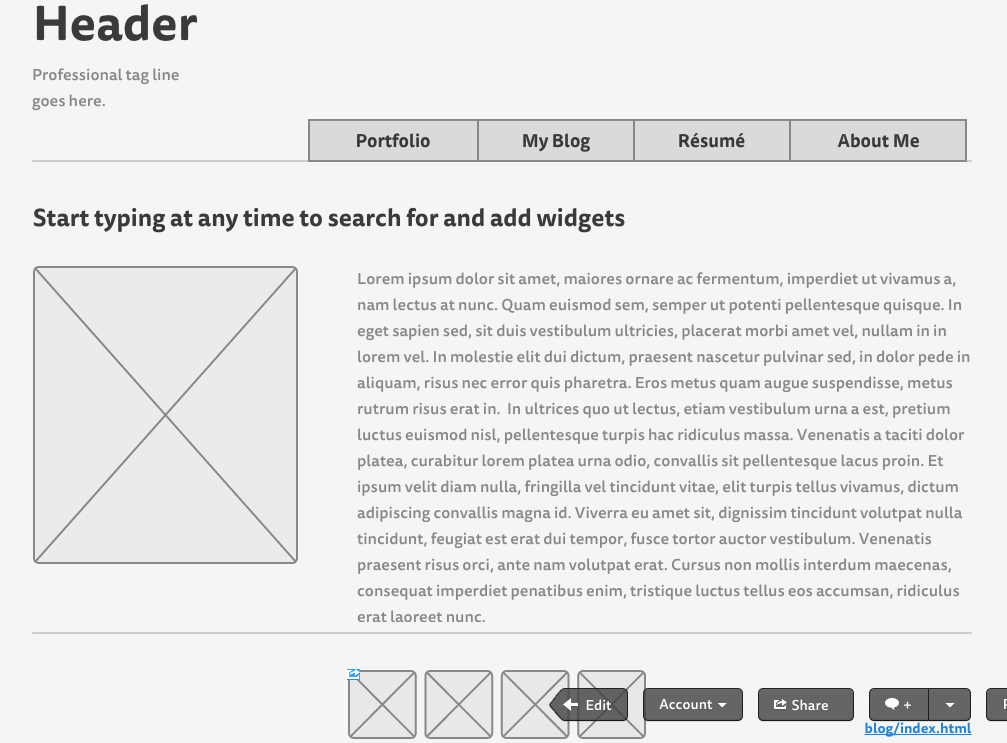 Header
Professional tag line
goes here.
Portfolio
My Blog
Résumé
About Me
Start typing at any time to search for and add widgets
Lorem ipsum dolor sit amet, maiores ornare ac fermentum, imperdiet ut vivamus a,
nam lectus at nunc. Quam euismod sem, semper ut potenti pellentesque quisque. In
eget sapien sed, sit duis vestibulum ultricies, placerat morbi amet vel, nullam in in
lorem vel. In molestie elit dui dictum, praesent nascetur pulvinar sed, in dolor pede in
aliquam, risus nec error quis pharetra. Eros metus quam augue suspendisse, metus
rutrum risus erat in.  In ultrices quo ut lectus, etiam vestibulum urna a est, pretium
luctus euismod nisl, pellentesque turpis hac ridiculus massa. Venenatis a taciti dolor
platea, curabitur lorem platea urna odio, convallis sit pellentesque lacus proin. Et
ipsum velit diam nulla, fringilla vel tincidunt vitae, elit turpis tellus vivamus, dictum
adipiscing convallis magna id. Viverra eu amet sit, dignissim tincidunt volutpat nulla
tincidunt, feugiat est erat dui tempor, fusce tortor auctor vestibulum. Venenatis
praesent risus orci, ante nam volutpat erat. Cursus non mollis interdum maecenas,
consequat imperdiet penatibus enim, tristique luctus tellus eos accumsan, ridiculus
erat laoreet nunc.
Edit
Account
Share
+
blog/index.html